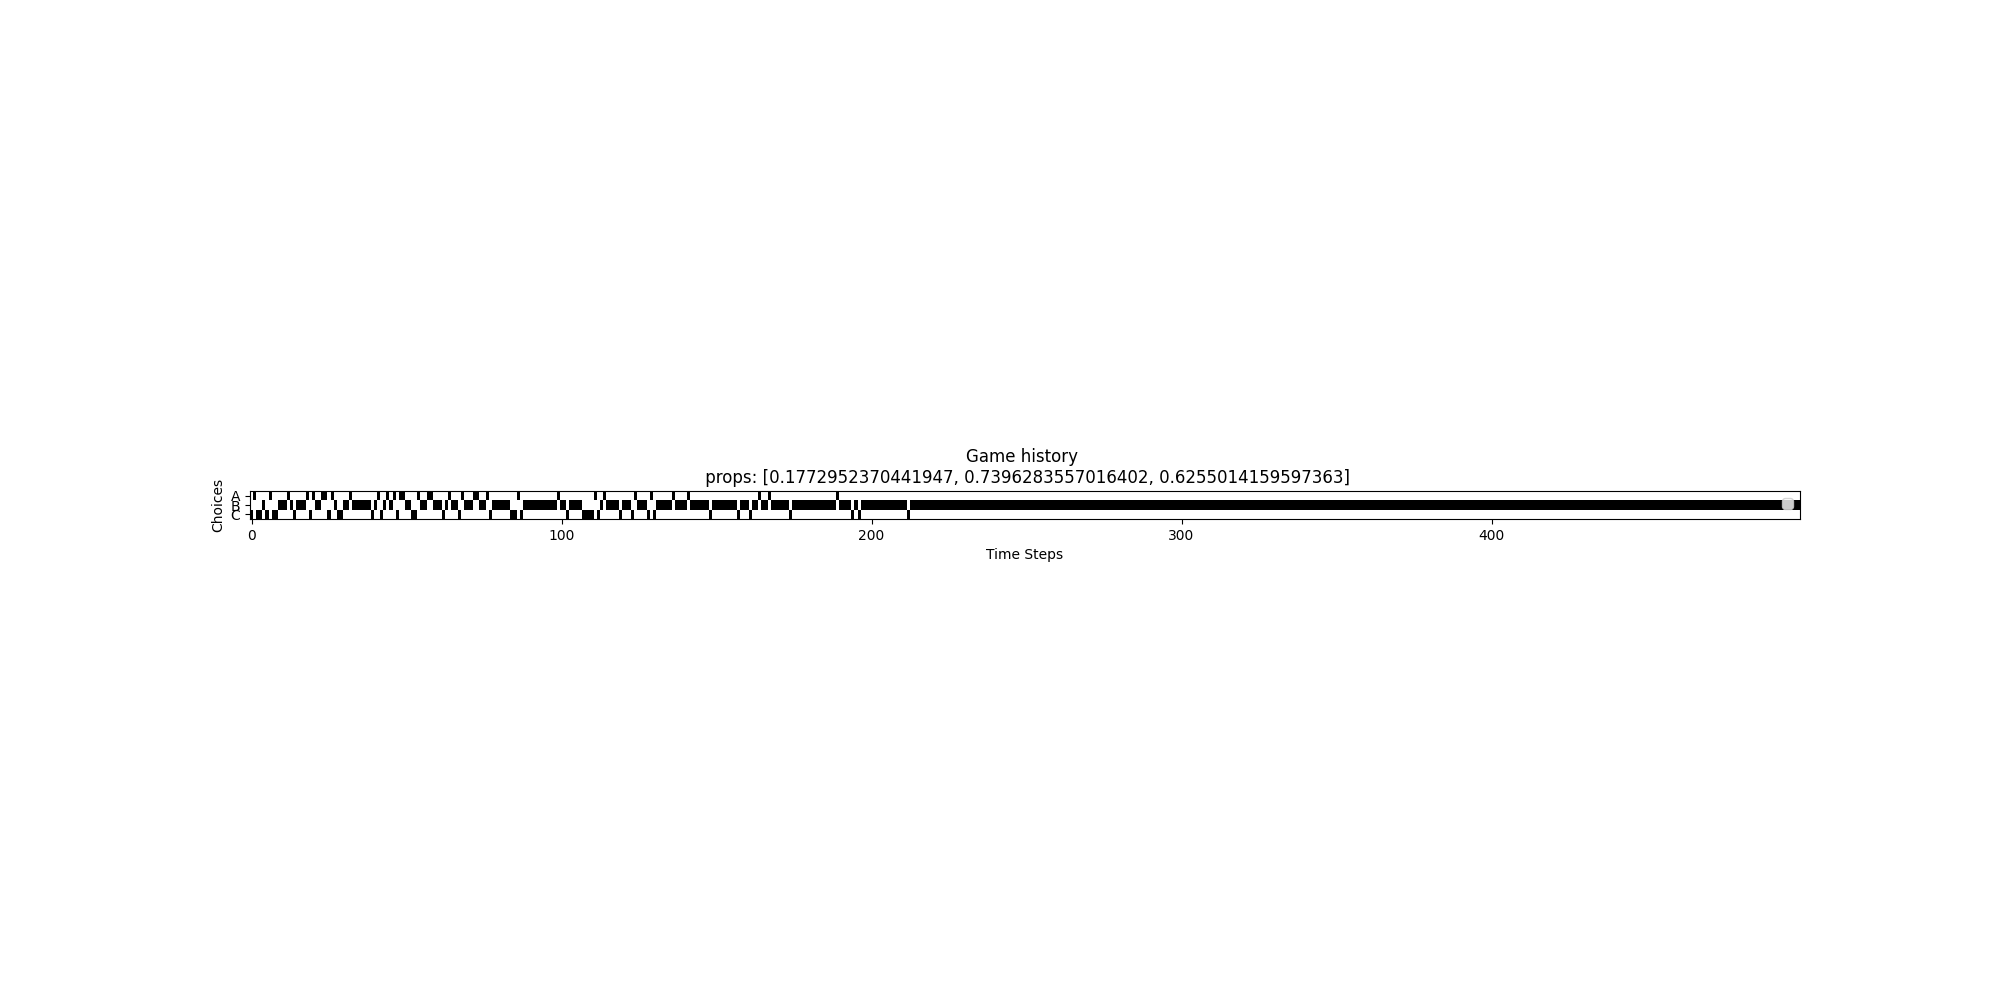 Game history
props: [0.1772952370441947, 0.7396283557016402, 0.6255014159597363]
Choices
A
B
C
0 100 200 300 400
Time Steps